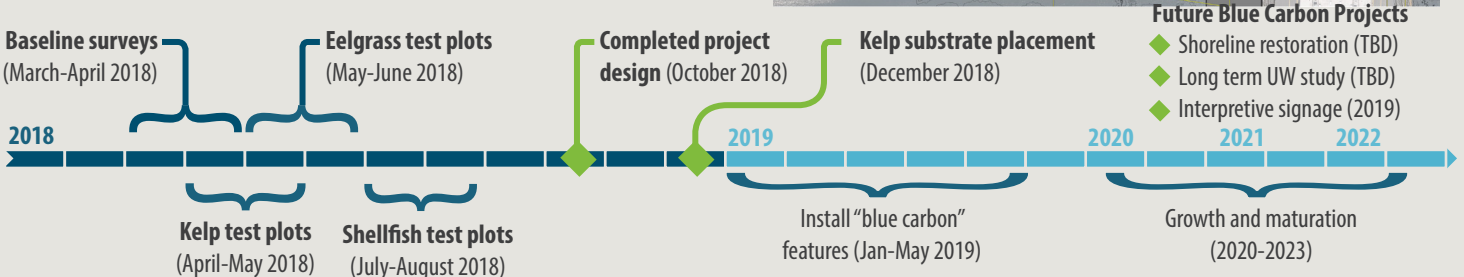 Baseline surveys
(March-April 2018)
Eelgrass test plots
(May-June 2018)
Completed project
design (October 2018)
Kelp substrate placement
(December 2018)
Future Blue Carbon Projects
Shoreline restoration (TBD)
Long term UW study (TBD)
Interpretive signage (2019)
2018
2019
2020
2021
2022
Kelp test plots
(April-May 2018)
Shellfish test plots
(July-August 2018)
Install “blue carbon”
features (Jan-May 2019)
Growth and maturation
(2020-2023)